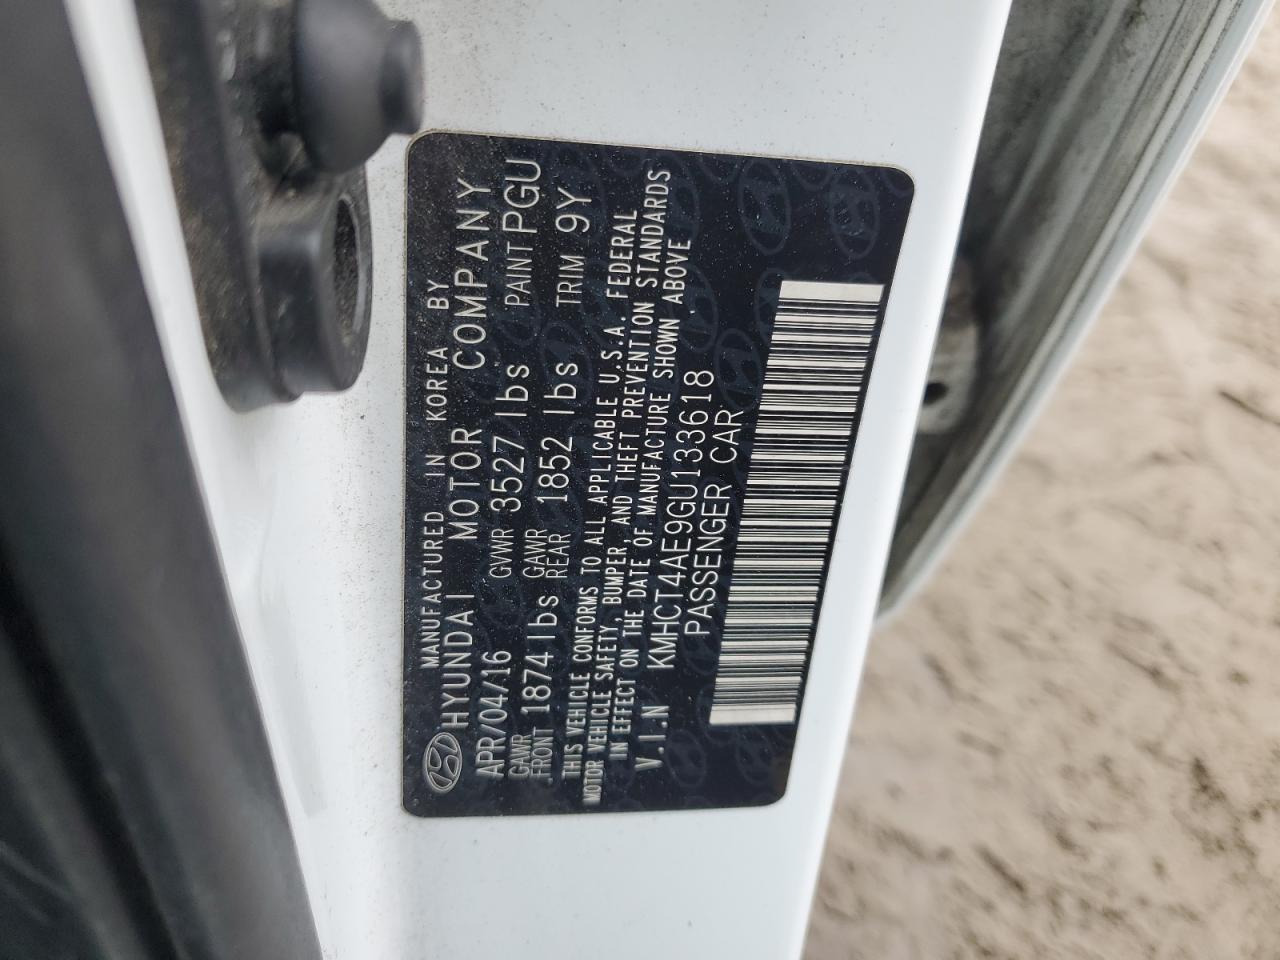 MANUFACTURED IN KOREA BY
HYUNDAI MOTOR COMPANY
APR/04/16 GVWR 3527 lbs PAINT PGU
GAWR FRONT 1874 lbs GAWR REAR 1852 lbs TRIM 9Y
THIS VEHICLE CONFORMS TO ALL APPLICABLE U.S.A. FEDERAL
MOTOR VEHICLE SAFETY, BUMPER, AND THEFT PREVENTION STANDARDS
IN EFFECT ON THE DATE OF MANUFACTURE SHOWN ABOVE
V.I.N KMHCT4AE9GU133618
PASSENGER CAR